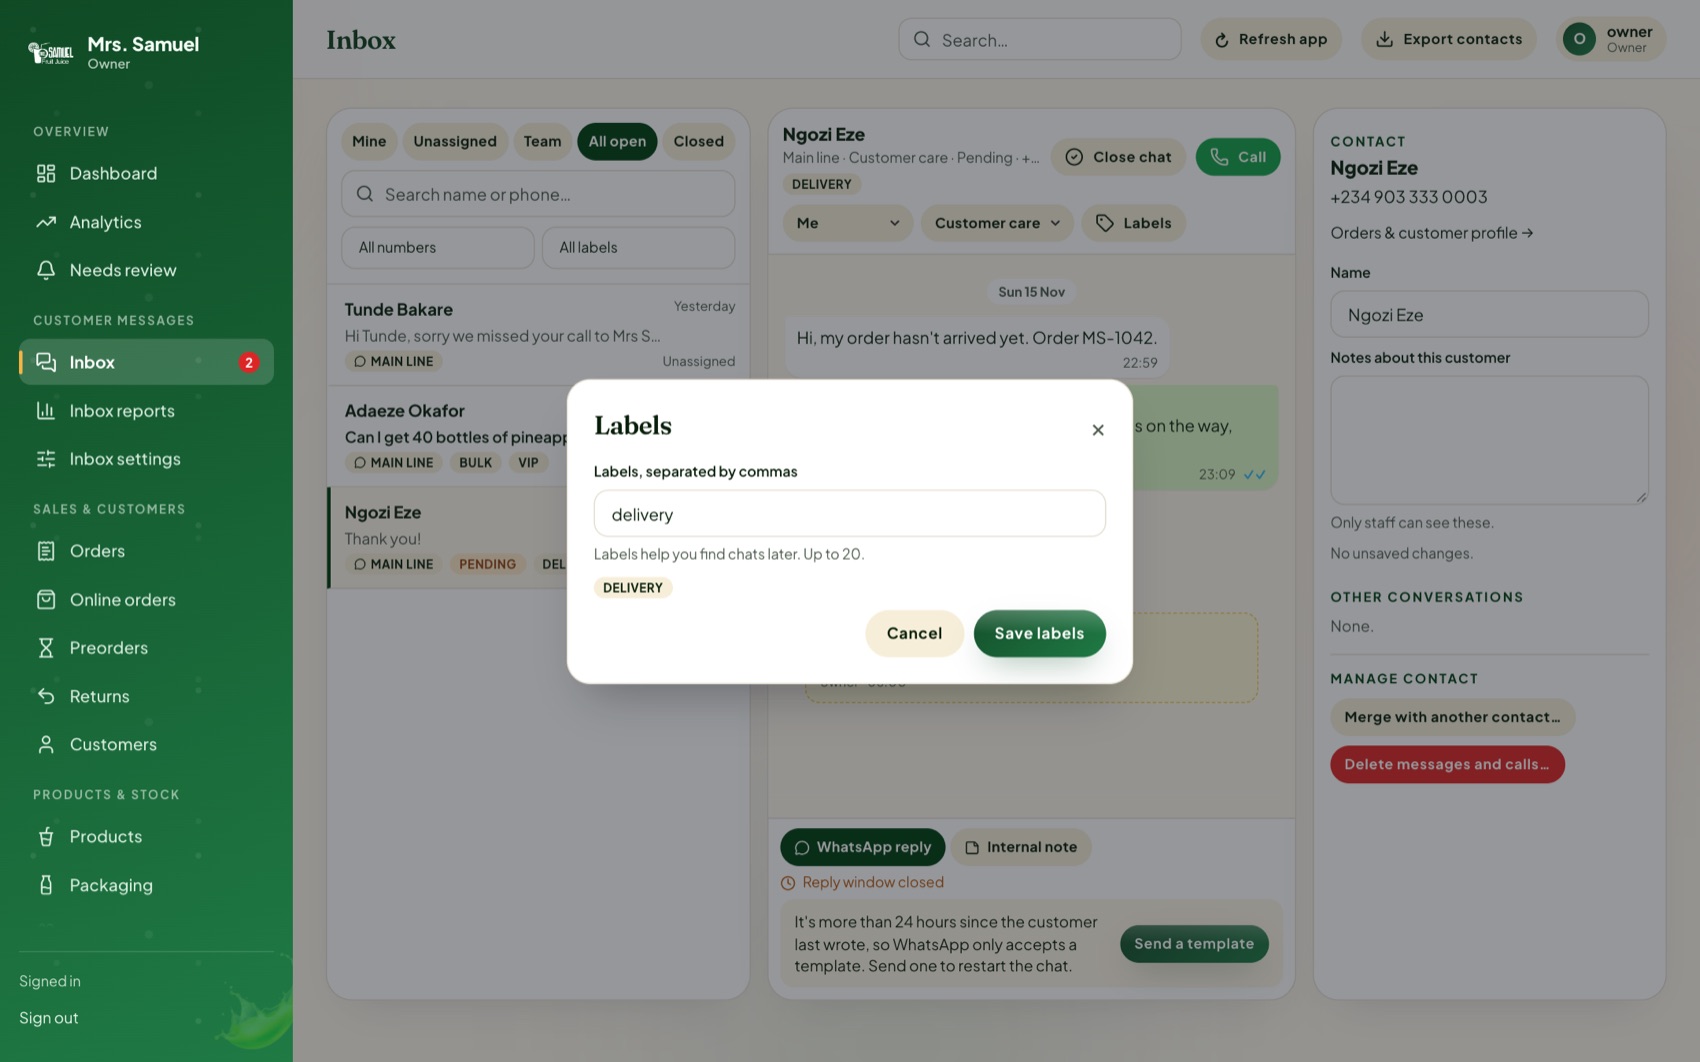 SAMUEL
Fruit Juice
Mrs. Samuel
Owner
OVERVIEW
Dashboard
Analytics
Needs review
CUSTOMER MESSAGES
Inbox
2
Inbox reports
Inbox settings
SALES & CUSTOMERS
Orders
Online orders
Preorders
Returns
Customers
PRODUCTS & STOCK
Products
Packaging
Signed in
Sign out
Inbox
Search...
Refresh app
Export contacts
O
owner
Owner
Mine
Unassigned
Team
All open
Closed
Search name or phone...
All numbers
All labels
Tunde Bakare
Yesterday
Hi Tunde, sorry we missed your call to Mrs S...
MAIN LINE
Unassigned
Adaeze Okafor
Can I get 40 bottles of pineapp
MAIN LINE
BULK
VIP
Ngozi Eze
Thank you!
MAIN LINE
PENDING
DEL
Ngozi Eze
Main line · Customer care · Pending · +...
DELIVERY
Close chat
Call
Me
Customer care
Labels
Sun 15 Nov
Hi, my order hasn't arrived yet. Order MS-1042.
22:59
s on the way,
23:09
Labels
Labels, separated by commas
delivery
Labels help you find chats later. Up to 20.
DELIVERY
Cancel
Save labels
WhatsApp reply
Internal note
Reply window closed
It's more than 24 hours since the customer
last wrote, so WhatsApp only accepts a
template. Send one to restart the chat.
Send a template
CONTACT
Ngozi Eze
+234 903 333 0003
Orders & customer profile →
Name
Ngozi Eze
Notes about this customer
Only staff can see these.
No unsaved changes.
OTHER CONVERSATIONS
None.
MANAGE CONTACT
Merge with another contact...
Delete messages and calls...